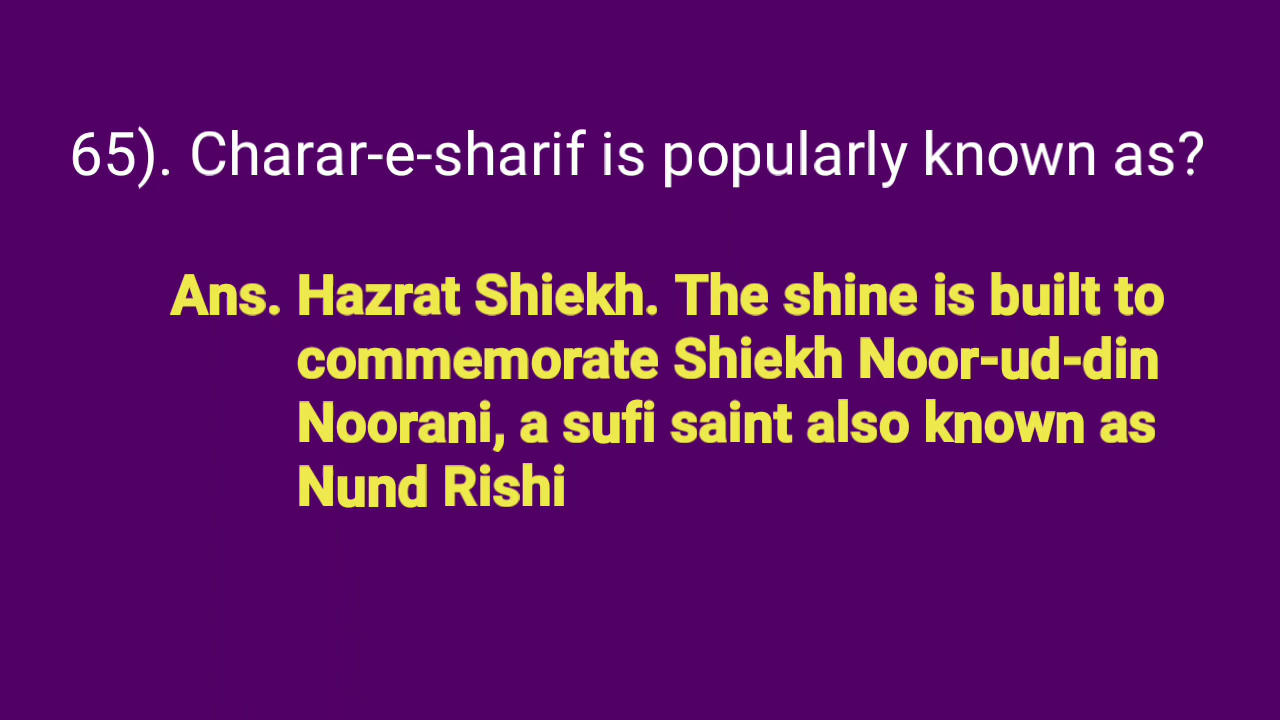 65). Charar-e-sharif is popularly known as?
Ans. Hazrat Shiekh. The shine is built to
commemorate Shiekh Noor-ud-din
Noorani, a sufi saint also known as
Nund Rishi